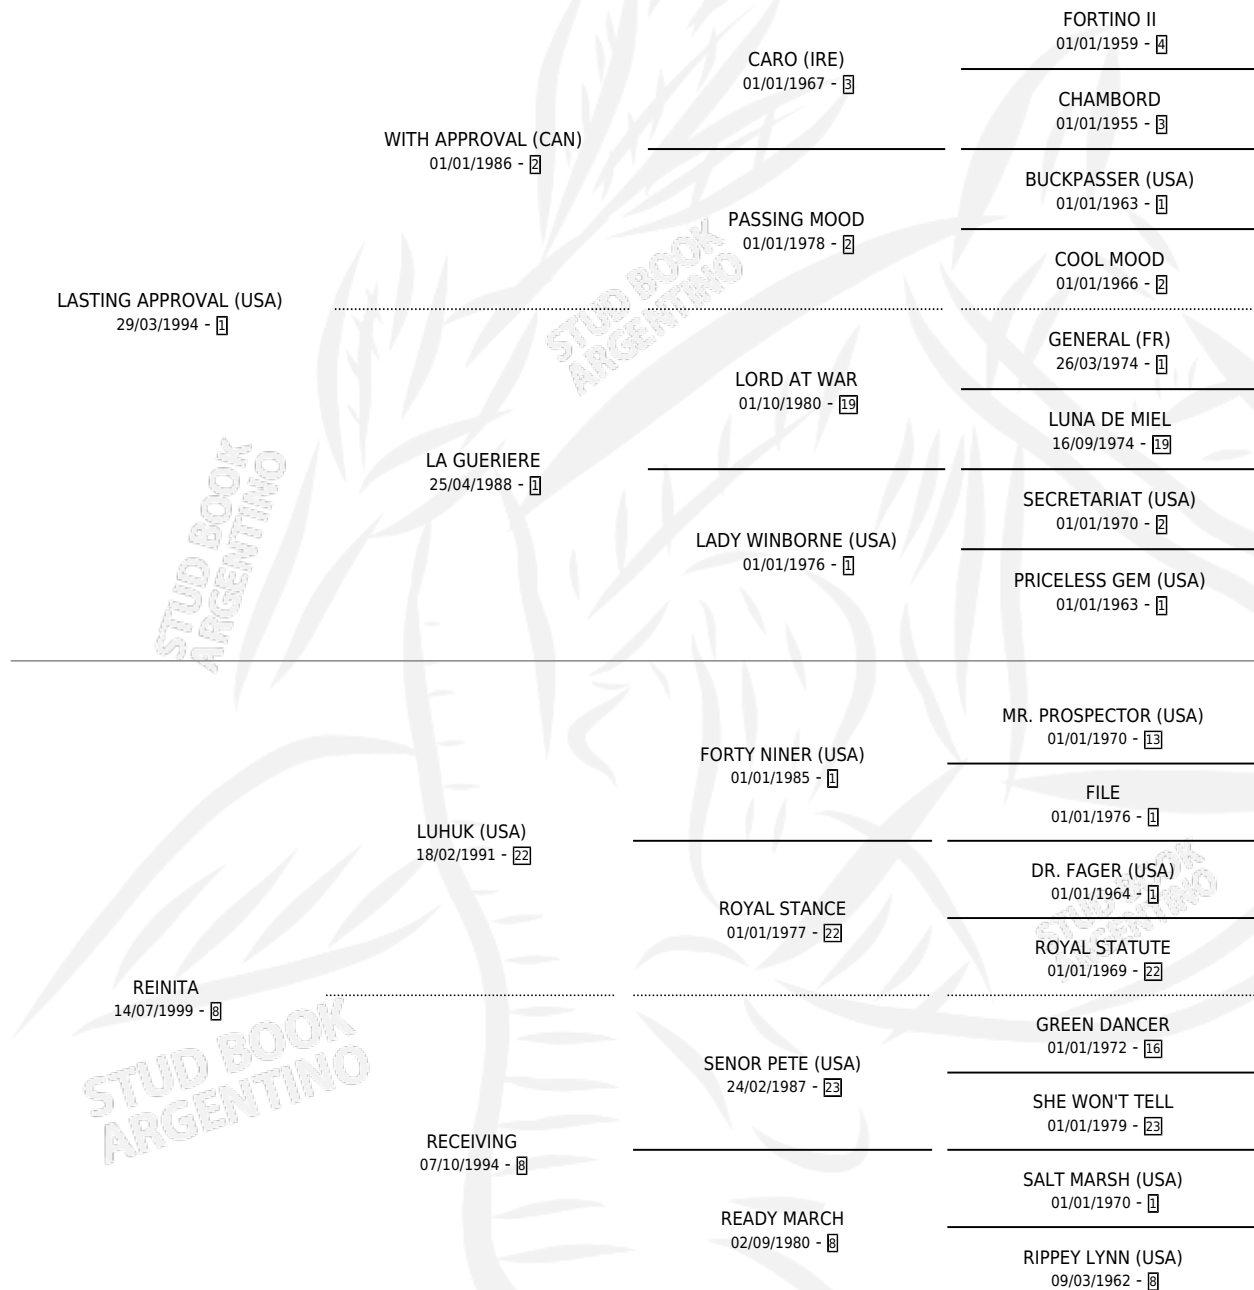 FORTINO II
01/01/1959 - 4
CARO (IRE)
01/01/1967 - 3
CHAMBORD
01/01/1955 - 3
WITH APPROVAL (CAN)
01/01/1986 - 2
BUCKPASSER (USA)
01/01/1963 - 1
PASSING MOOD
01/01/1978 - 2
COOL MOOD
01/01/1966 - 2
LASTING APPROVAL (USA)
29/03/1994 - 1
GENERAL (FR)
26/03/1974 - 1
LORD AT WAR
01/10/1980 - 19
LUNA DE MIEL
16/09/1974 - 19
LA GUERIERE
25/04/1988 - 1
SECRETARIAT (USA)
01/01/1970 - 2
LADY WINBORNE (USA)
01/01/1976 - 1
PRICELESS GEM (USA)
01/01/1963 - 1
MR. PROSPECTOR (USA)
01/01/1970 - 13
FORTY NINER (USA)
01/01/1985 - 1
FILE
01/01/1976 - 1
LUHUK (USA)
18/02/1991 - 22
DR. FAGER (USA)
01/01/1964 - 1
ROYAL STANCE
01/01/1977 - 22
ROYAL STATUTE
01/01/1969 - 22
REINITA
14/07/1999 - 8
GREEN DANCER
01/01/1972 - 16
SENOR PETE (USA)
24/02/1987 - 23
SHE WON'T TELL
01/01/1979 - 23
RECEIVING
07/10/1994 - 8
SALT MARSH (USA)
01/01/1970 - 1
READY MARCH
02/09/1980 - 8
RIPPEY LYNN (USA)
09/03/1962 - 8
STUD BOOK
ARGENTINO
STUD BOOK
ARGENTINO
STUD BOOK
ARGENTINO
STUD BOOK
ARGENTINO